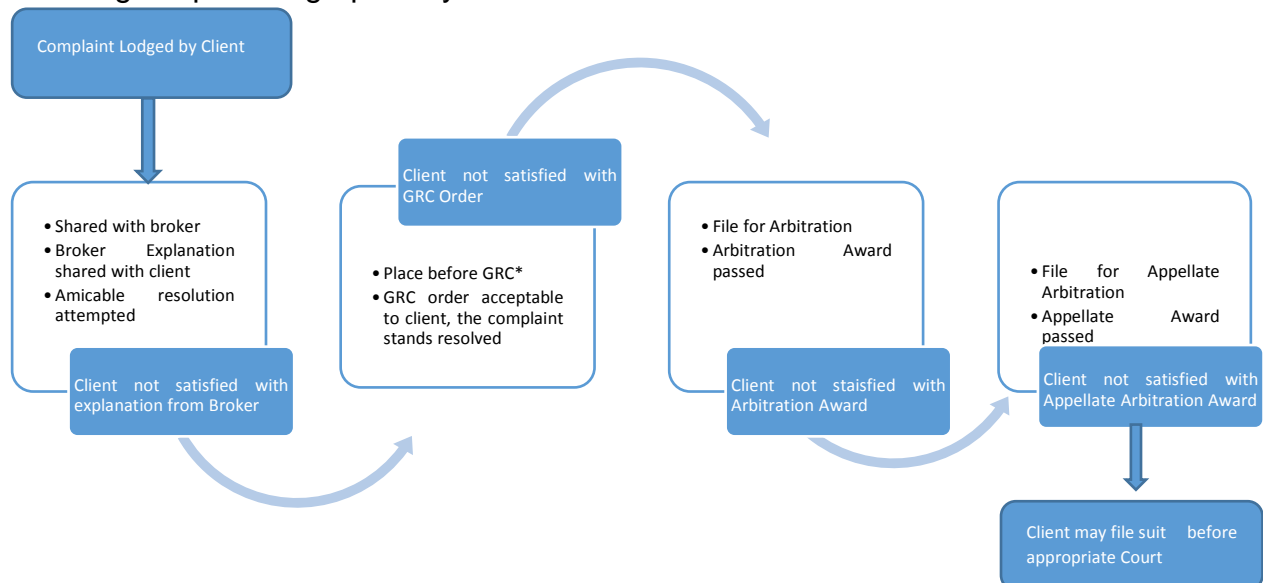 Complaint Lodged by Client
• Shared with broker
• Broker Explanation
shared with client
• Amicable resolution
attempted
Client not satisfied with
explanation from Broker
Client not satisfied with
GRC Order
• Place before GRC*
• GRC order acceptable
to client, the complaint
stands resolved
• File for Arbitration
• Arbitration Award
passed
Client not staisfied with
Arbitration Award
• File for Appellate
Arbitration
• Appellate Award
passed
Client not satisfied with
Appellate Arbitration Award
Client may file suit before
appropriate Court